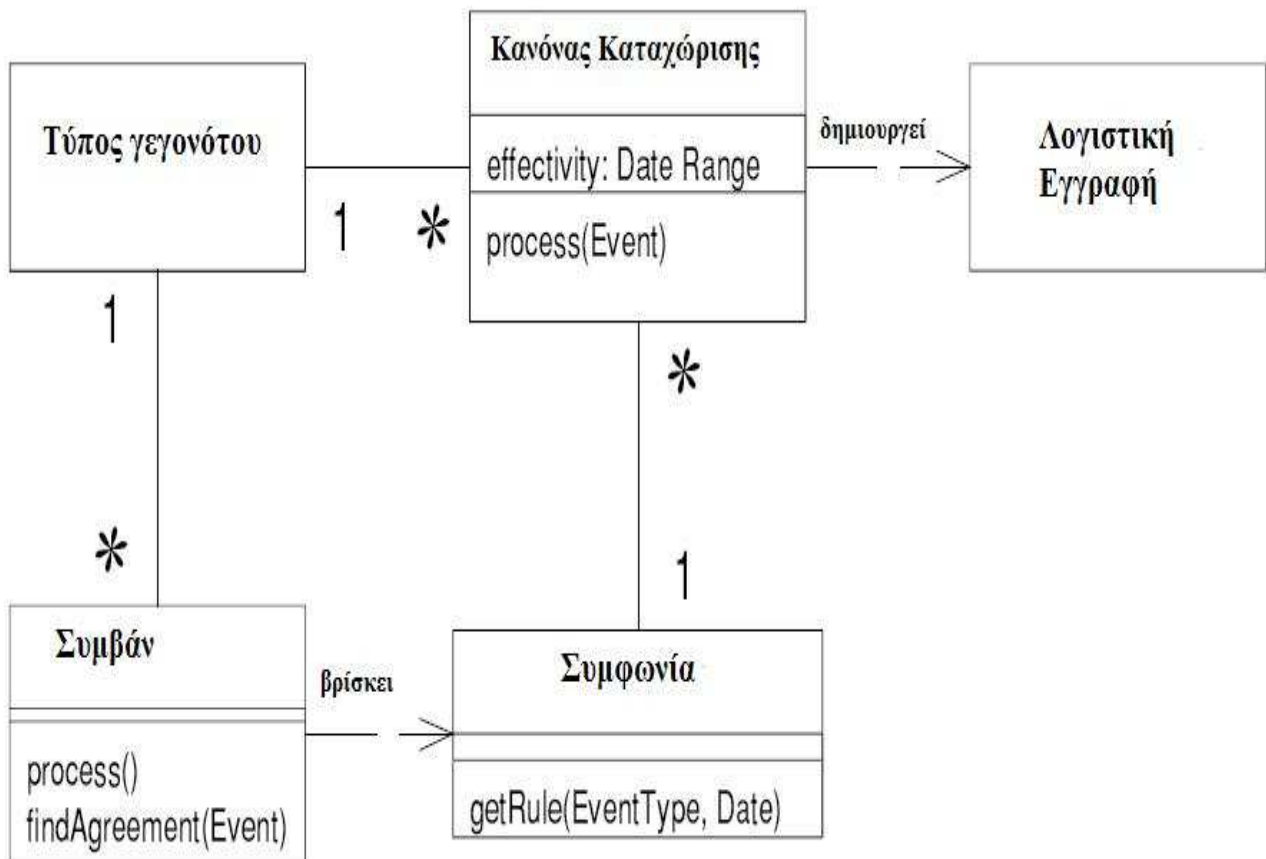 Κανόνας Καταχώρισης
effectivity: Date Range
process(Event)
Τύπος γεγονότου
δημιουργεί
Λογιστική
Εγγραφή
1
*
1
*
*
1
Συμβάν
process()
findAgreement(Event)
βρίσκει
Συμφωνία
getRule(EventType, Date)